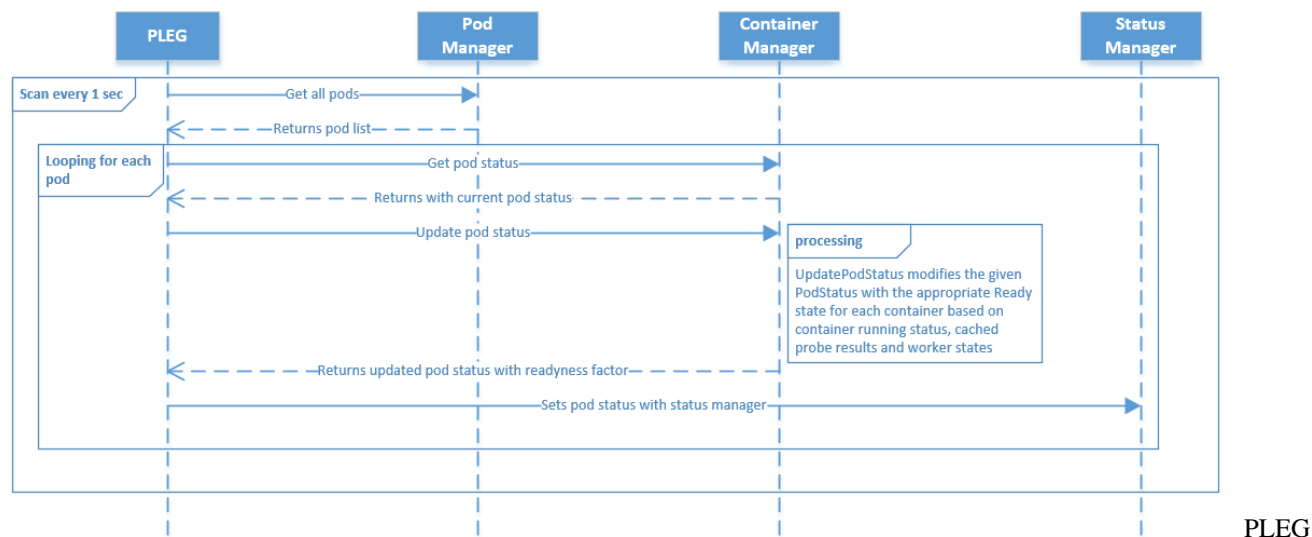 PLEG
Pod
Manager
Container
Manager
Status
Manager
Scan every 1 sec
Get all pods
Returns pod list
Looping for each
pod
Get pod status
Returns with current pod status
Update pod status
processing
UpdatePodStatus modifies the given
PodStatus with the appropriate Ready
state for each container based on
container running status, cached
probe results and worker states
Returns updated pod status with readyness factor
Sets pod status with status manager
PLEG